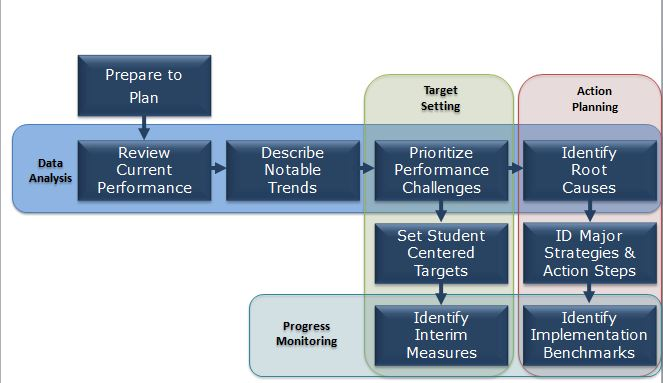 Prepare to
Plan
Target
Setting
Action
Planning
Data
Analysis
Review
Current
Performance
Describe
Notable
Trends
Prioritize
Performance
Challenges
Identify
Root
Causes
Set Student
Centered
Targets
ID Major
Strategies &
Action Steps
Progress
Monitoring
Identify
Interim
Measures
Identify
Implementation
Benchmarks